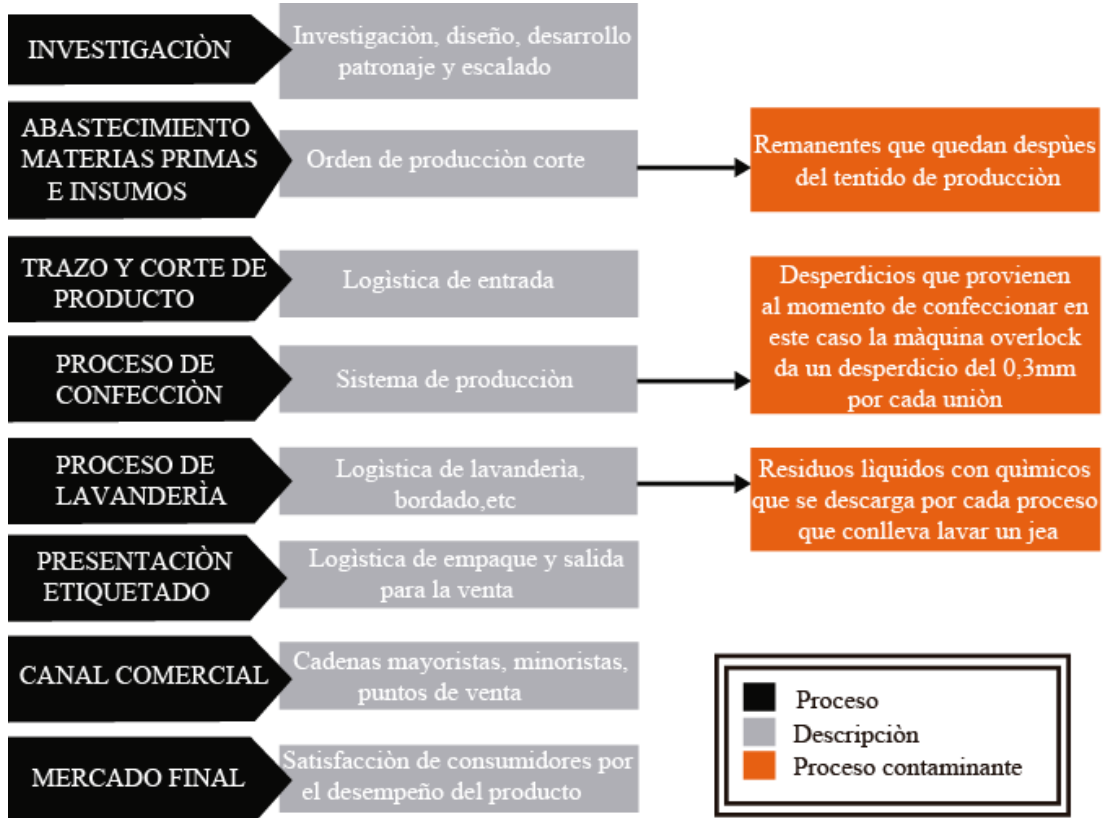 INVESTIGACIÒN
Investigaciòn, diseño, desarrollo
patronaje y escalado
ABASTECIMIENTO
MATERIAS PRIMAS
E INSUMOS
Orden de producciòn corte
Remanentes que quedan despùes
del tentido de producciòn
TRAZO Y CORTE DE
PRODUCTO
Logìstica de entrada
PROCESO DE
CONFECCIÒN
Sistema de producciòn
Desperdicios que provienen
al momento de confeccionar en
este caso la màquina overlock
da un desperdicio del 0,3mm
por cada uniòn
PROCESO DE
LAVANDERÌA
Logìstica de lavanderìa,
bordado,etc
Residuos lìquidos con quìmicos
que se descarga por cada proceso
que conlleva lavar un jea
PRESENTACIÒN
ETIQUETADO
Logìstica de empaque y salida
para la venta
CANAL COMERCIAL
Cadenas mayoristas, minoristas,
puntos de venta
MERCADO FINAL
Satisfacciòn de consumidores por
el desempeño del producto
Proceso
Descripciòn
Proceso contaminante